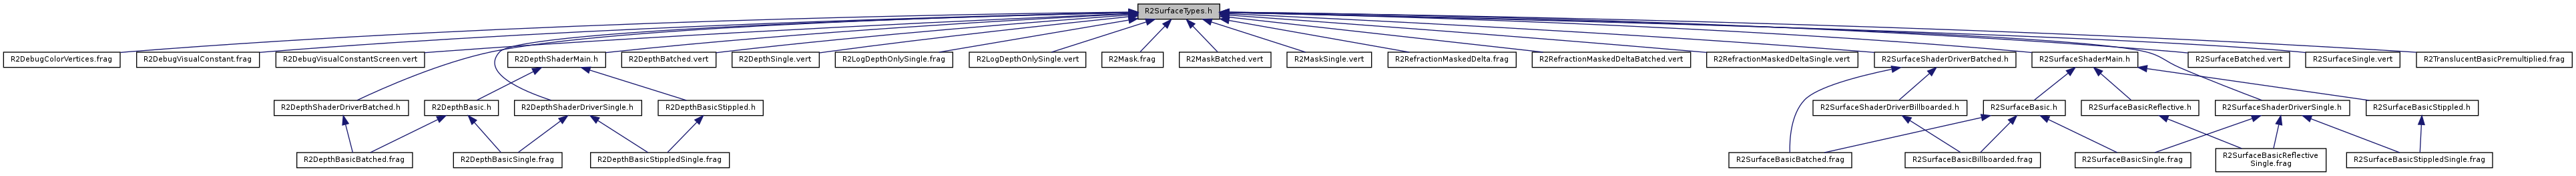 R2SurfaceTypes.h
R2DebugColorVertices.frag
R2DebugVisualConstant.frag
R2DebugVisualConstantScreen.vert
R2DepthShaderMain.h
R2DepthBatched.vert
R2DepthSingle.vert
R2LogDepthOnlySingle.frag
R2LogDepthOnlySingle.vert
R2Mask.frag
R2MaskBatched.vert
R2MaskSingle.vert
R2RefractionMaskedDelta.frag
R2RefractionMaskedDeltaBatched.vert
R2RefractionMaskedDeltaSingle.vert
R2SurfaceShaderDriverBatched.h
R2SurfaceShaderMain.h
R2SurfaceBatched.vert
R2SurfaceSingle.vert
R2TranslucentBasicPremultiplied.frag
R2DepthShaderDriverBatched.h
R2DepthBasic.h
R2DepthShaderDriverSingle.h
R2DepthBasicStippled.h
R2SurfaceShaderDriverBillboarded.h
R2SurfaceBasic.h
R2SurfaceBasicReflective.h
R2SurfaceShaderDriverSingle.h
R2SurfaceBasicStippled.h
R2DepthBasicBatched.frag
R2DepthBasicSingle.frag
R2DepthBasicStippledSingle.frag
R2SurfaceBasicBatched.frag
R2SurfaceBasicBillboarded.frag
R2SurfaceBasicSingle.frag
R2SurfaceBasicReflective
Single.frag
R2SurfaceBasicStippledSingle.frag